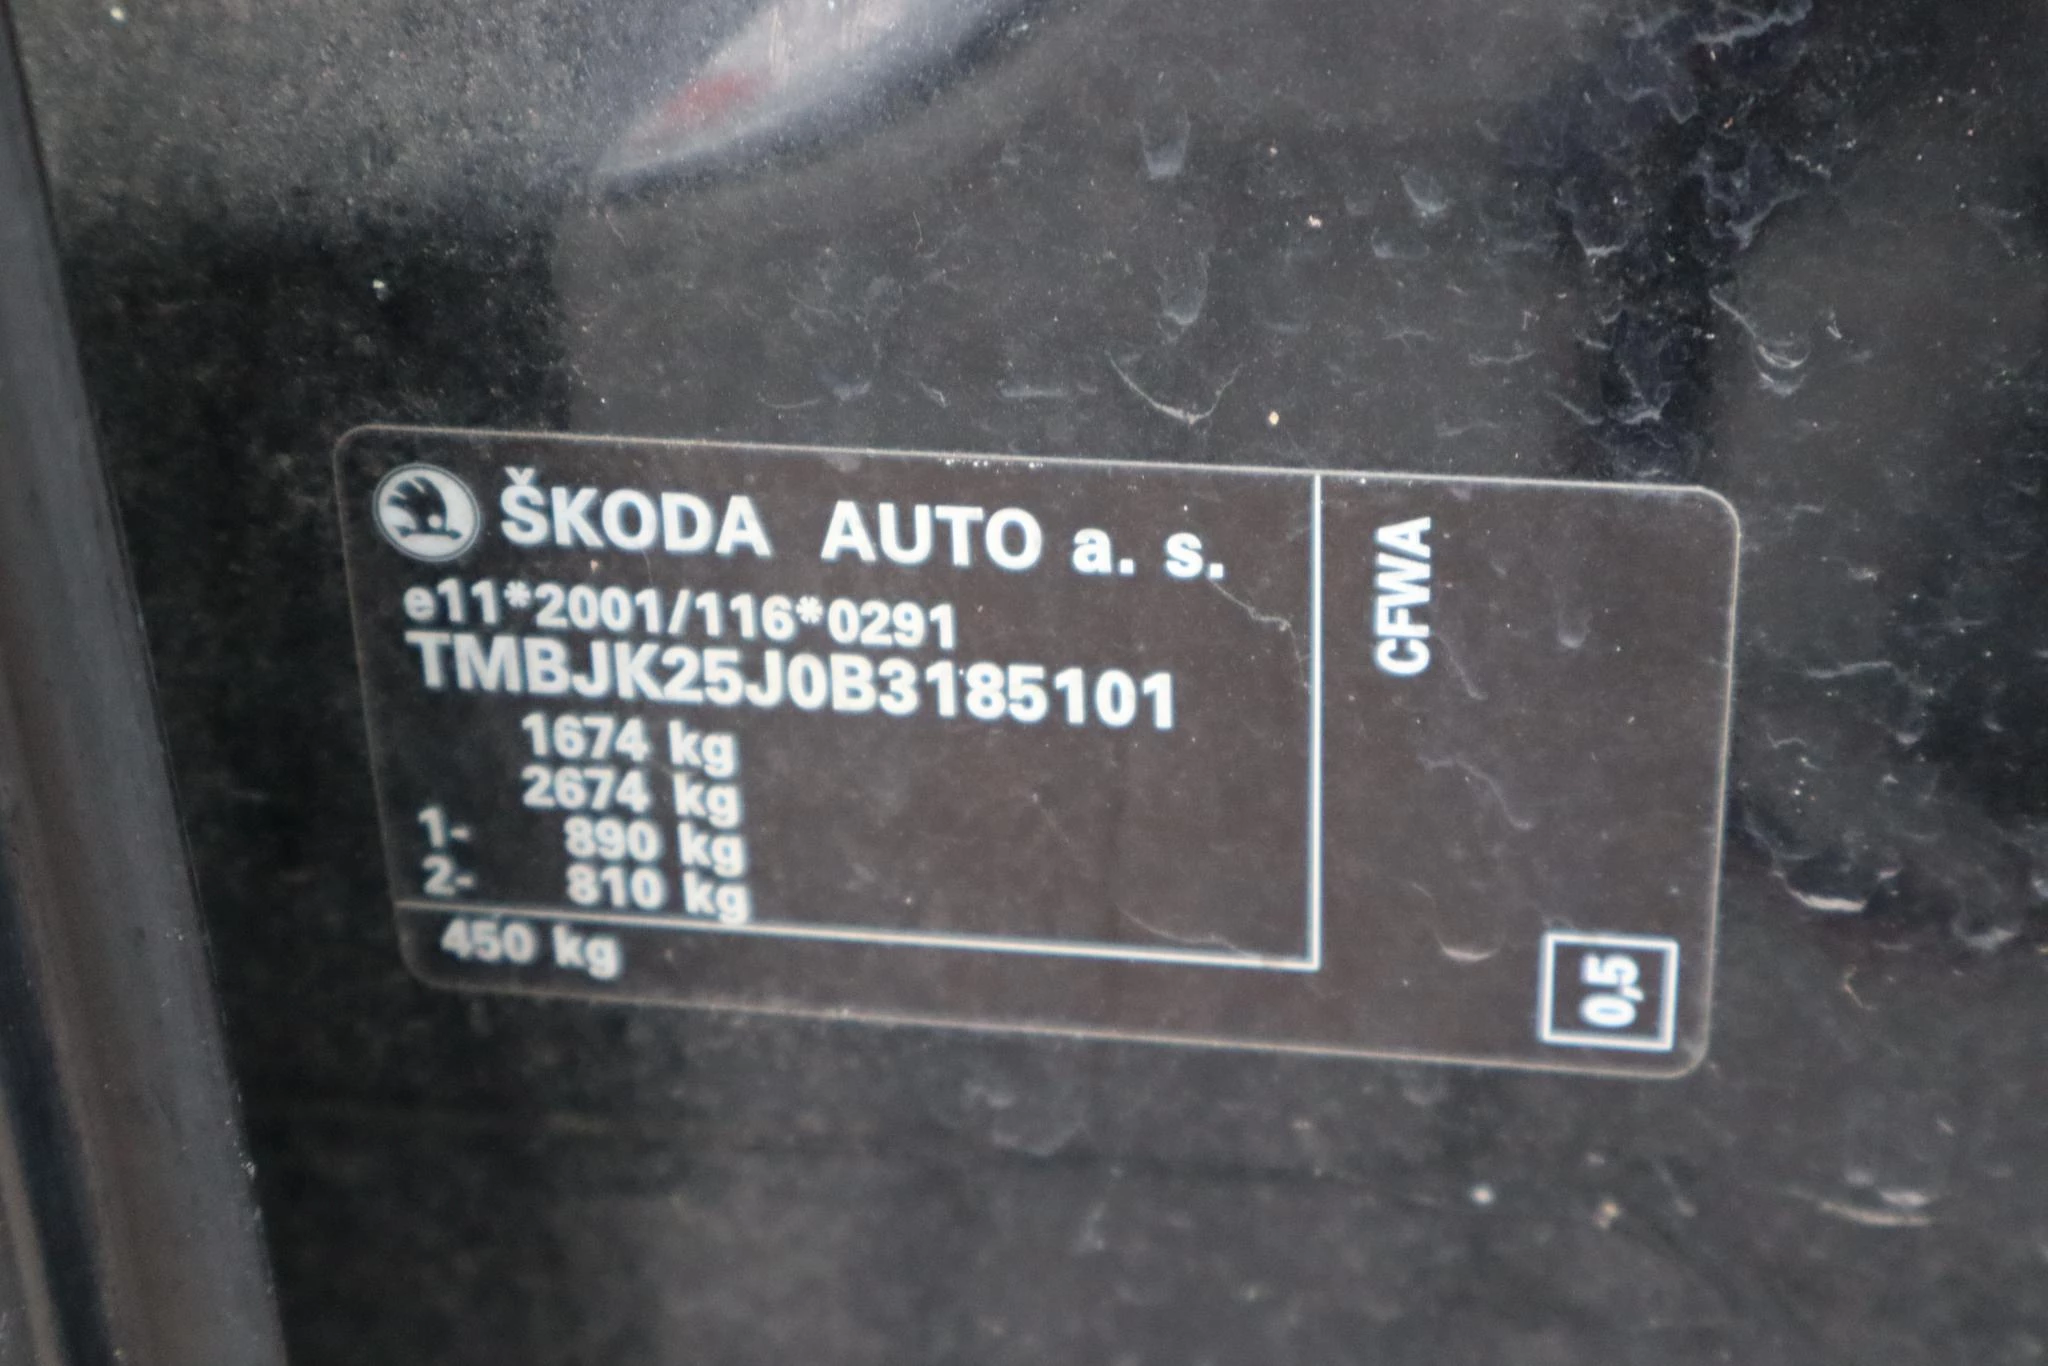 ŠKODA AUTO a. s.
e11*2001/116*0291
TMBJK25J0B3185101
1674 kg
2674 kg
1- 890 kg
2- 810 kg
450 kg
CFWA
0,5